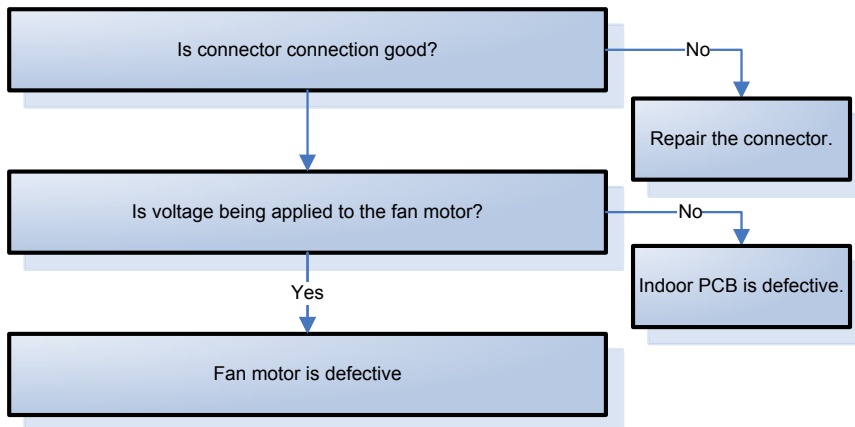 Is connector connection good?
No
Repair the connector.
Is voltage being applied to the fan motor?
No
Indoor PCB is defective.
Yes
Fan motor is defective